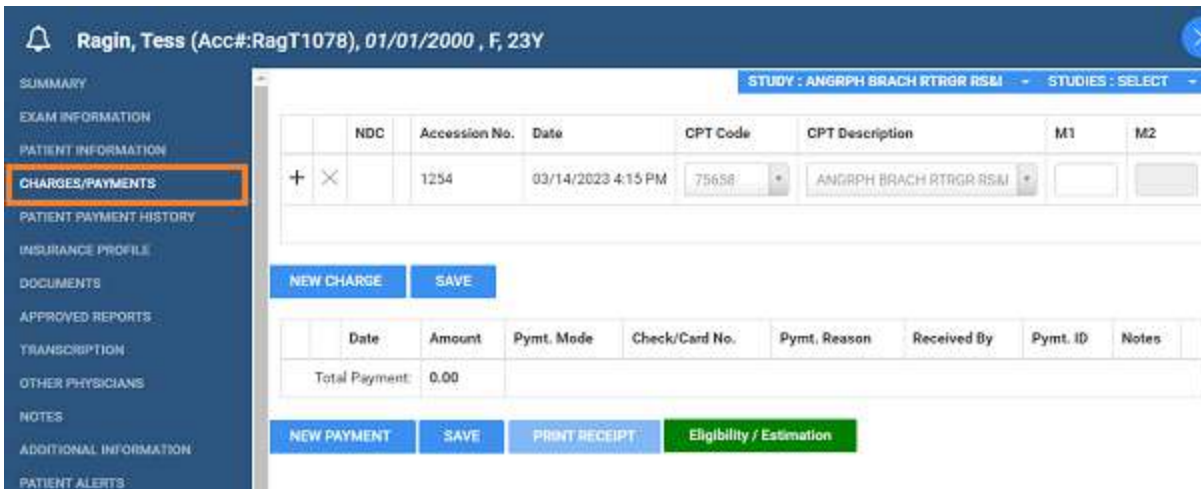 Ragin, Tess (Acc#:RagT1078), 01/01/2000 , F, 23Y
SUMMARY
EXAM INFORMATION
PATIENT INFORMATION
CHARGES/PAYMENTS
PATIENT PAYMENT HISTORY
INSURANCE PROFILE
DOCUMENTS
APPROVED REPORTS
TRANSCRIPTION
OTHER PHYSICIANS
NOTES
ADDITIONAL INFORMATION
PATIENT ALERTS
STUDY : ANGRPH BRACH RTRGR RS&I STUDIES : SELECT
NDC Accession No. Date CPT Code CPT Description M1 M2
1254 03/14/2023 4:15 PM 75658 ANGRPH BRACH RTRGR RS&I
NEW CHARGE SAVE
Date Amount Pymt. Mode Check/Card No. Pymt. Reason Received By Pymt. ID Notes
Total Payment: 0.00
NEW PAYMENT SAVE PRINT RECEIPT Eligibility / Estimation